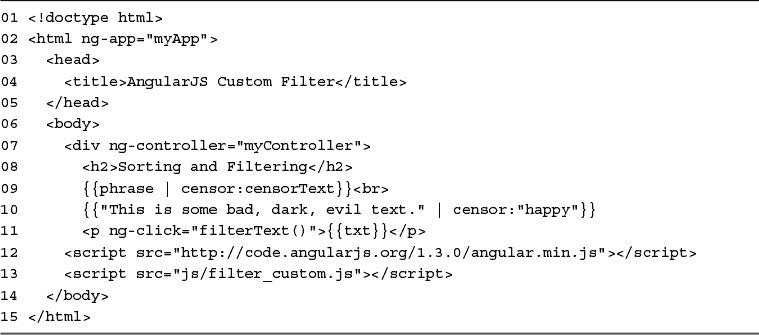 01 <!doctype html>
02 <html ng-app="myApp">
03   <head>
04     <title>AngularJS Custom Filter</title>
05   </head>
06   <body>
07     <div ng-controller="myController">
08       <h2>Sorting and Filtering</h2>
09       {{phrase | censor:censorText}}<br>
10       {{"This is some bad, dark, evil text." | censor:"happy"}}
11       <p ng-click="filterText()">{{txt}}</p>
12     <script src="http://code.angularjs.org/1.3.0/angular.min.js"></script>
13     <script src="js/filter_custom.js"></script>
14   </body>
15 </html>